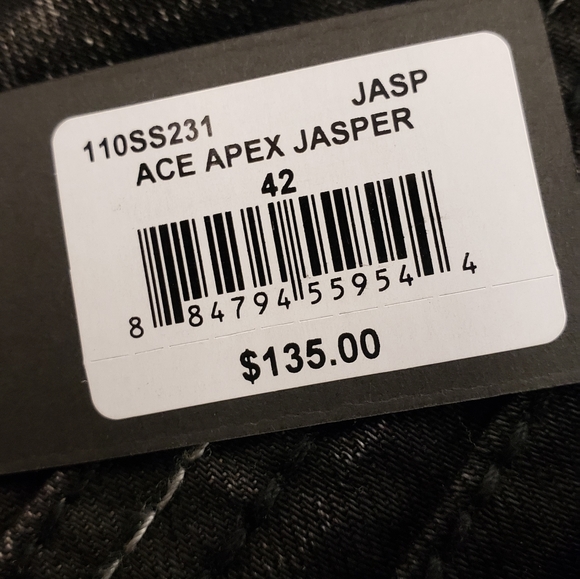 110SS231 JASP
ACE APEX JASPER
42
8 84794 55954 4
$135.00